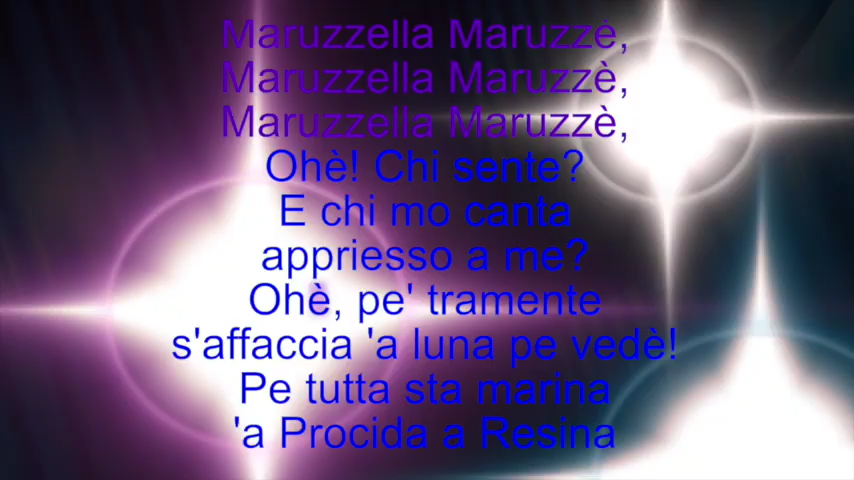 Maruzzella Maruzzè,
Maruzzella Maruzzè,
Maruzzella Maruzzè,
Ohè! Chi sente?
E chi mo canta
appriesso a me?
Ohè, pe' tramente
s'affaccia 'a luna pe vedè!
Pe tutta sta marina
'a Procida a Resina